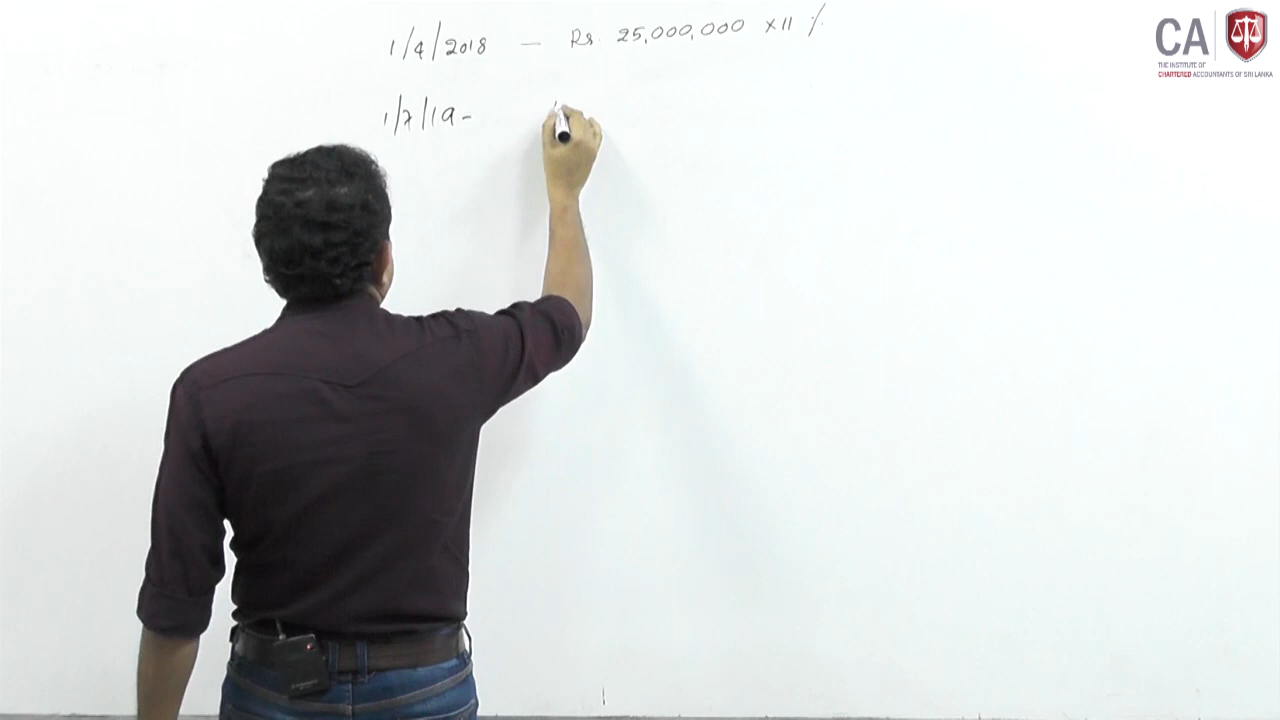 1/4/2018 — Rs. 25,000,000 x 11 %
1/7/19 -
CA
THE INSTITUTE OF
CHARTERED ACCOUNTANTS OF SRI LANKA